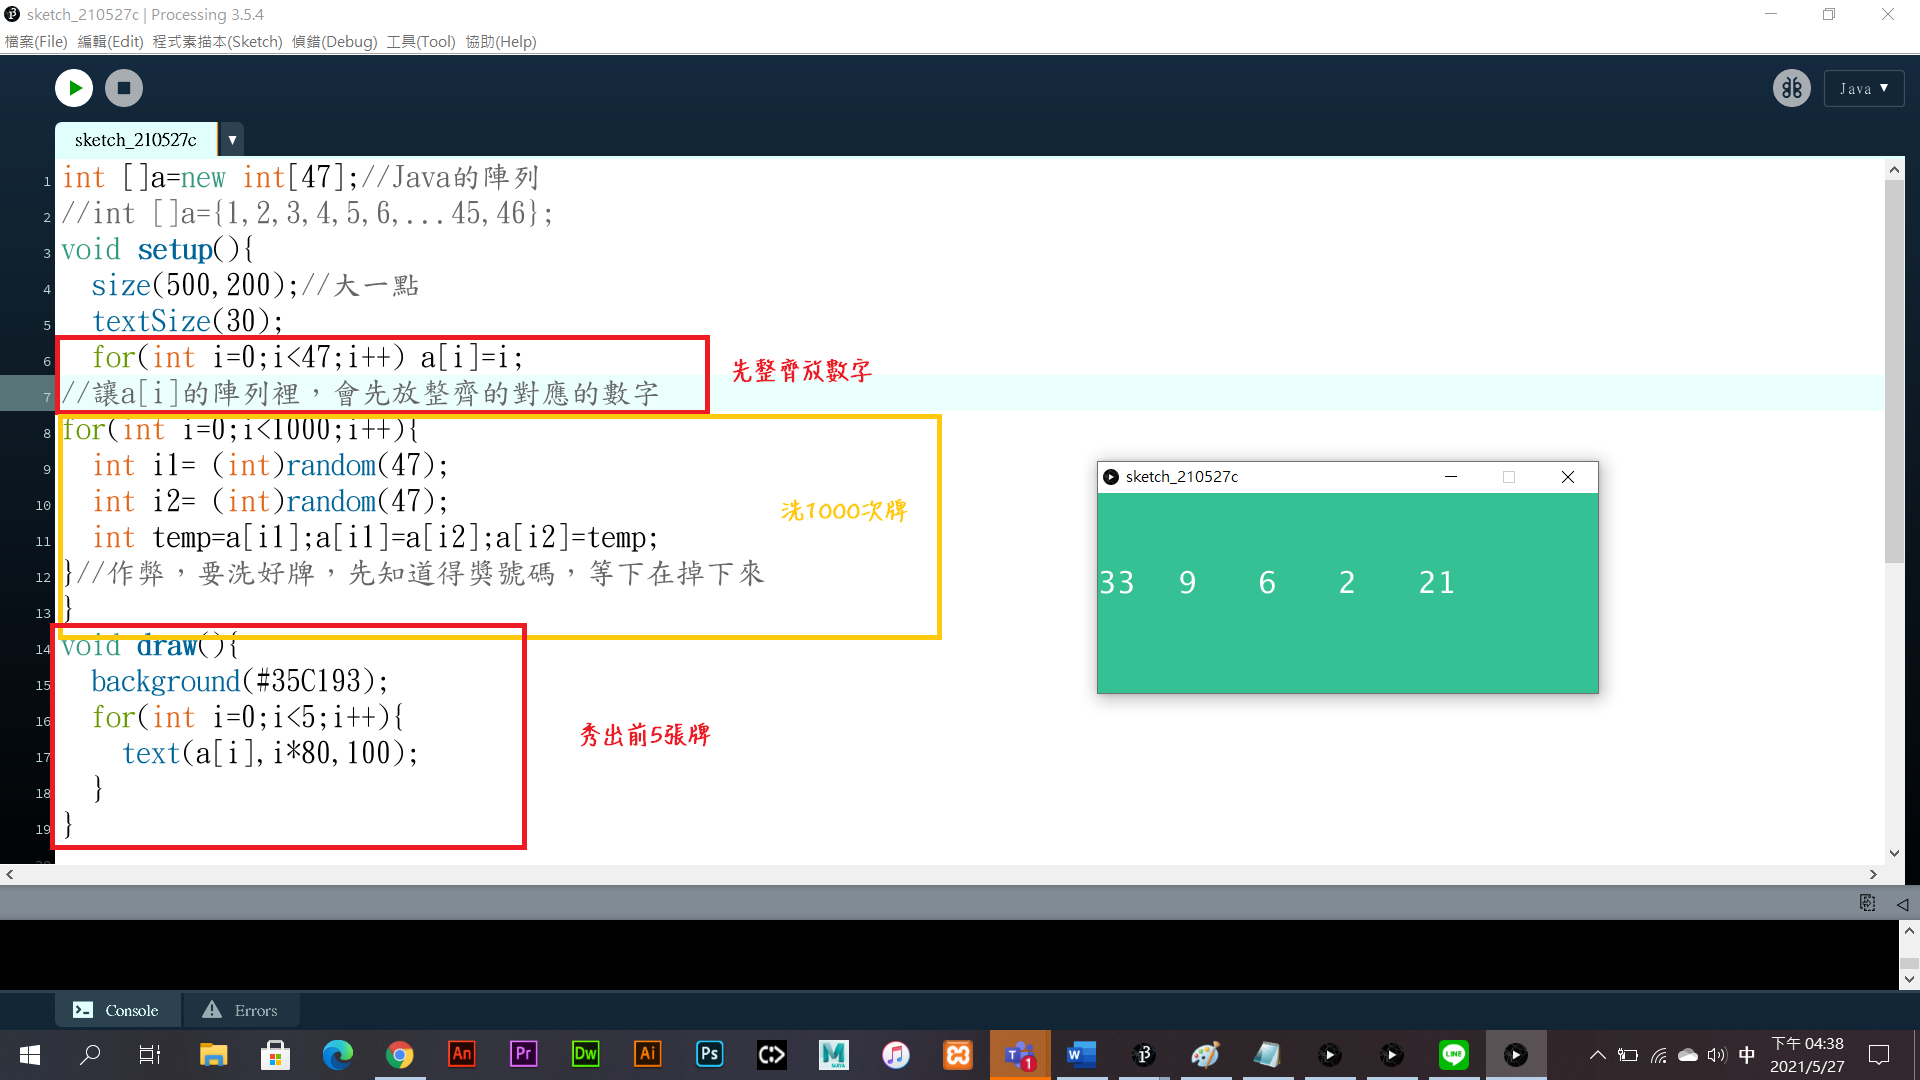 sketch_210527c | Processing 3.5.4
檔案(File) 編輯(Edit) 程式素描本(Sketch) 偵錯(Debug) 工具(Tool) 協助(Help)
Java ▼
sketch_210527c ▼
1 int []a=new int[47];//Java的陣列
2 //int []a={1,2,3,4,5,6,...45,46};
3 void setup(){
4 size(500,200);//大一點
5 textSize(30);
6 for(int i=0;i<47;i++) a[i]=i;
先整齊放數字
7 //讓a[i]的陣列裡，會先放整齊的對應的數字
8 for(int i=0;i<1000;i++){
9 int i1= (int)random(47);
10 int i2= (int)random(47);
洗1000次牌
11 int temp=a[i1];a[i1]=a[i2];a[i2]=temp;
12 }//作弊，要洗好牌，先知道得獎號碼，等下在掉下來
13 }
14 void draw(){
15 background(#35C193);
16 for(int i=0;i<5;i++){
秀出前5張牌
17 text(a[i],i*80,100);
18 }
19 }
sketch_210527c
33 9 6 2 21
Console
Errors
An Pr Dw Ai Ps MAYA T 1 W LINE 中
下午 04:38
2021/5/27